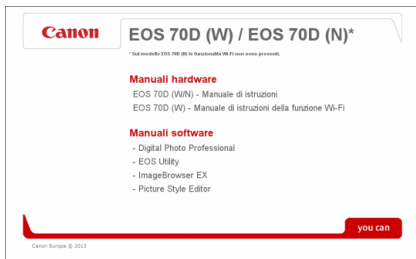 Canon
EOS 70D (W) / EOS 70D (N)*
* Sul modello EOS 70D (N) le funzionalità Wi-Fi non sono presenti.
Manuali hardware
EOS 70D (W/N) - Manuale di istruzioni
EOS 70D (W) - Manuale di istruzioni della funzione Wi-Fi
Manuali software
- Digital Photo Professional
- EOS Utility
- ImageBrowser EX
- Picture Style Editor
you can
Canon Europe © 2013